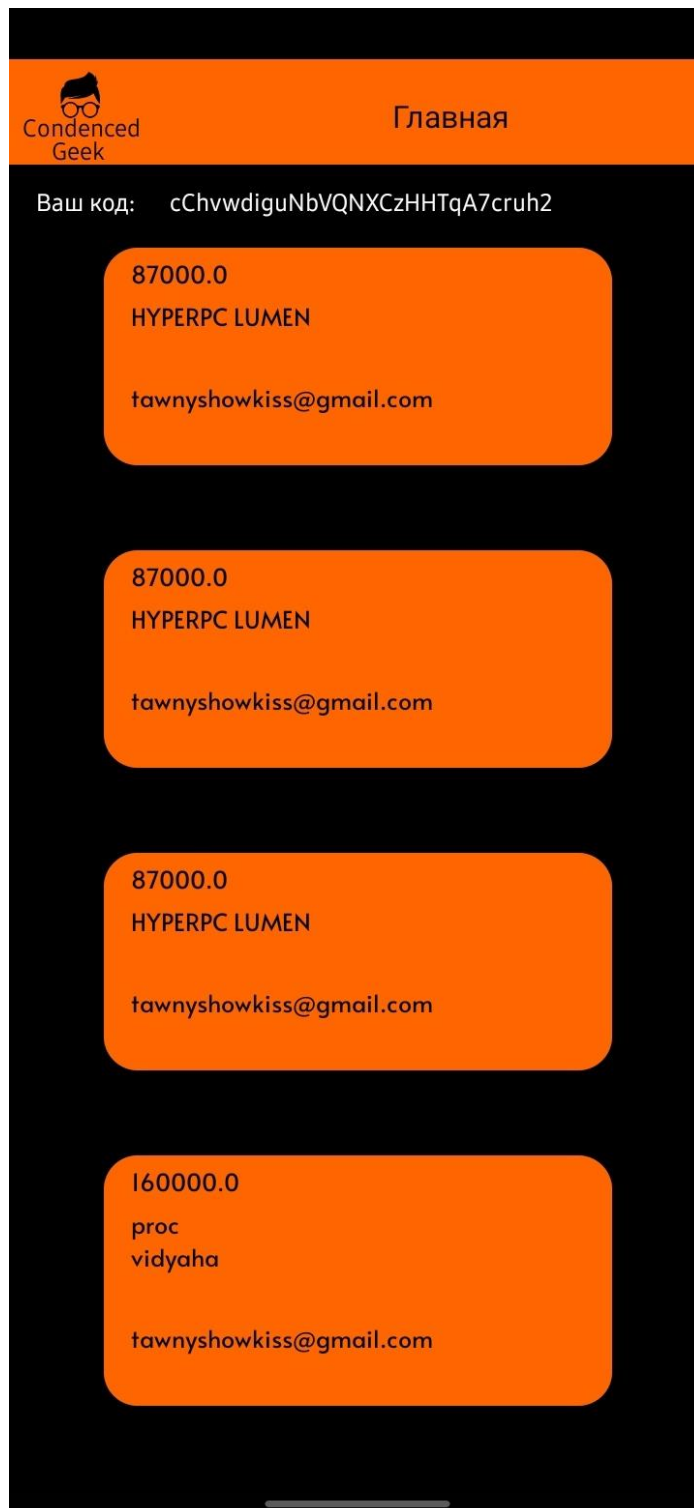 Condenced
Geek
Главная
Ваш код: cChvwdiguNbVQNXCzHHTqA7cruh2
87000.0
HYPERPC LUMEN
tawnyshowkiss@gmail.com
87000.0
HYPERPC LUMEN
tawnyshowkiss@gmail.com
87000.0
HYPERPC LUMEN
tawnyshowkiss@gmail.com
160000.0
proc
vidyaha
tawnyshowkiss@gmail.com